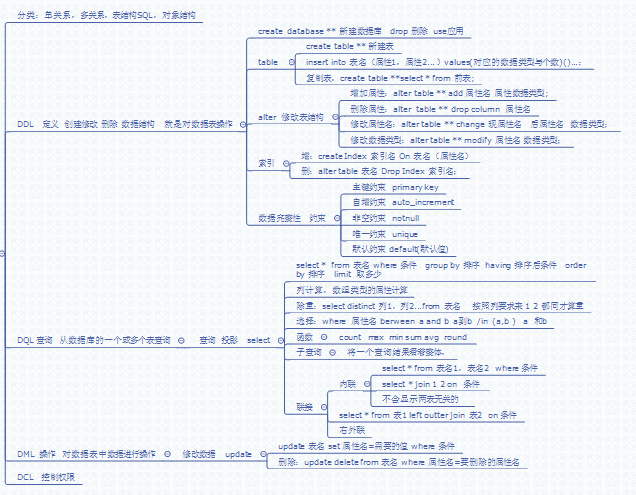 分类：单关系，多关系，表结构SQL，对象结构
DDL 定义 创建修改 删除 数据结构 就是对数据表操作
create database ** 新建数据库 drop 删除 use应用
table
create table ** 新建表
insert into 表名（属性1，属性2...）values(对应的数据类型与个数)()...；
复制表，create table **select * from 前表；
alter 修改表结构
增加属性：alter table ** add 属性名 属性数据类型；
删除属性：alter table ** drop column 属性名
修改属性名：alter table ** change 现属性名 后属性名 数据类型；
修改数据类型：alter table ** modify 属性名 数据类型；
索引
增：create Index 索引名 On 表名（属性名）
删：alter table 表名 Drop Index 索引名；
数据完整性 约束
主键约束 primary key
自增约束 auto_increment
非空约束 notnull
唯一约束 unique
默认约束 default(默认值)
DQL 查询 从数据库的一个或多个表查询
查询 投影 select
select * from 表名 where 条件 group by 排序 having 排序后条件 order
by 排序 limit 取多少
列计算，数组类型的属性计算
除重：select distinct 列1，列2...from 表名 按照列要求来 1 2 都同才算重
选择：where 属性名 berween a and b a到b /in (a,b ) a 和b
函数 count max min sum avg round
子查询 将一个查询结果看增整体。
联接
内联
select * from 表名1，表名2 where 条件
select * join 1 2 on 条件
不会显示两表无关的
select * from 表1 left outter join 表2 on 条件
右外联
DML 操作 对数据表中数据进行操作
修改数据 update
update 表名 set 属性名=需要的值 where 条件
删除：update delete from 表名 where 属性名=要删除的属性名
DCL 控制权限